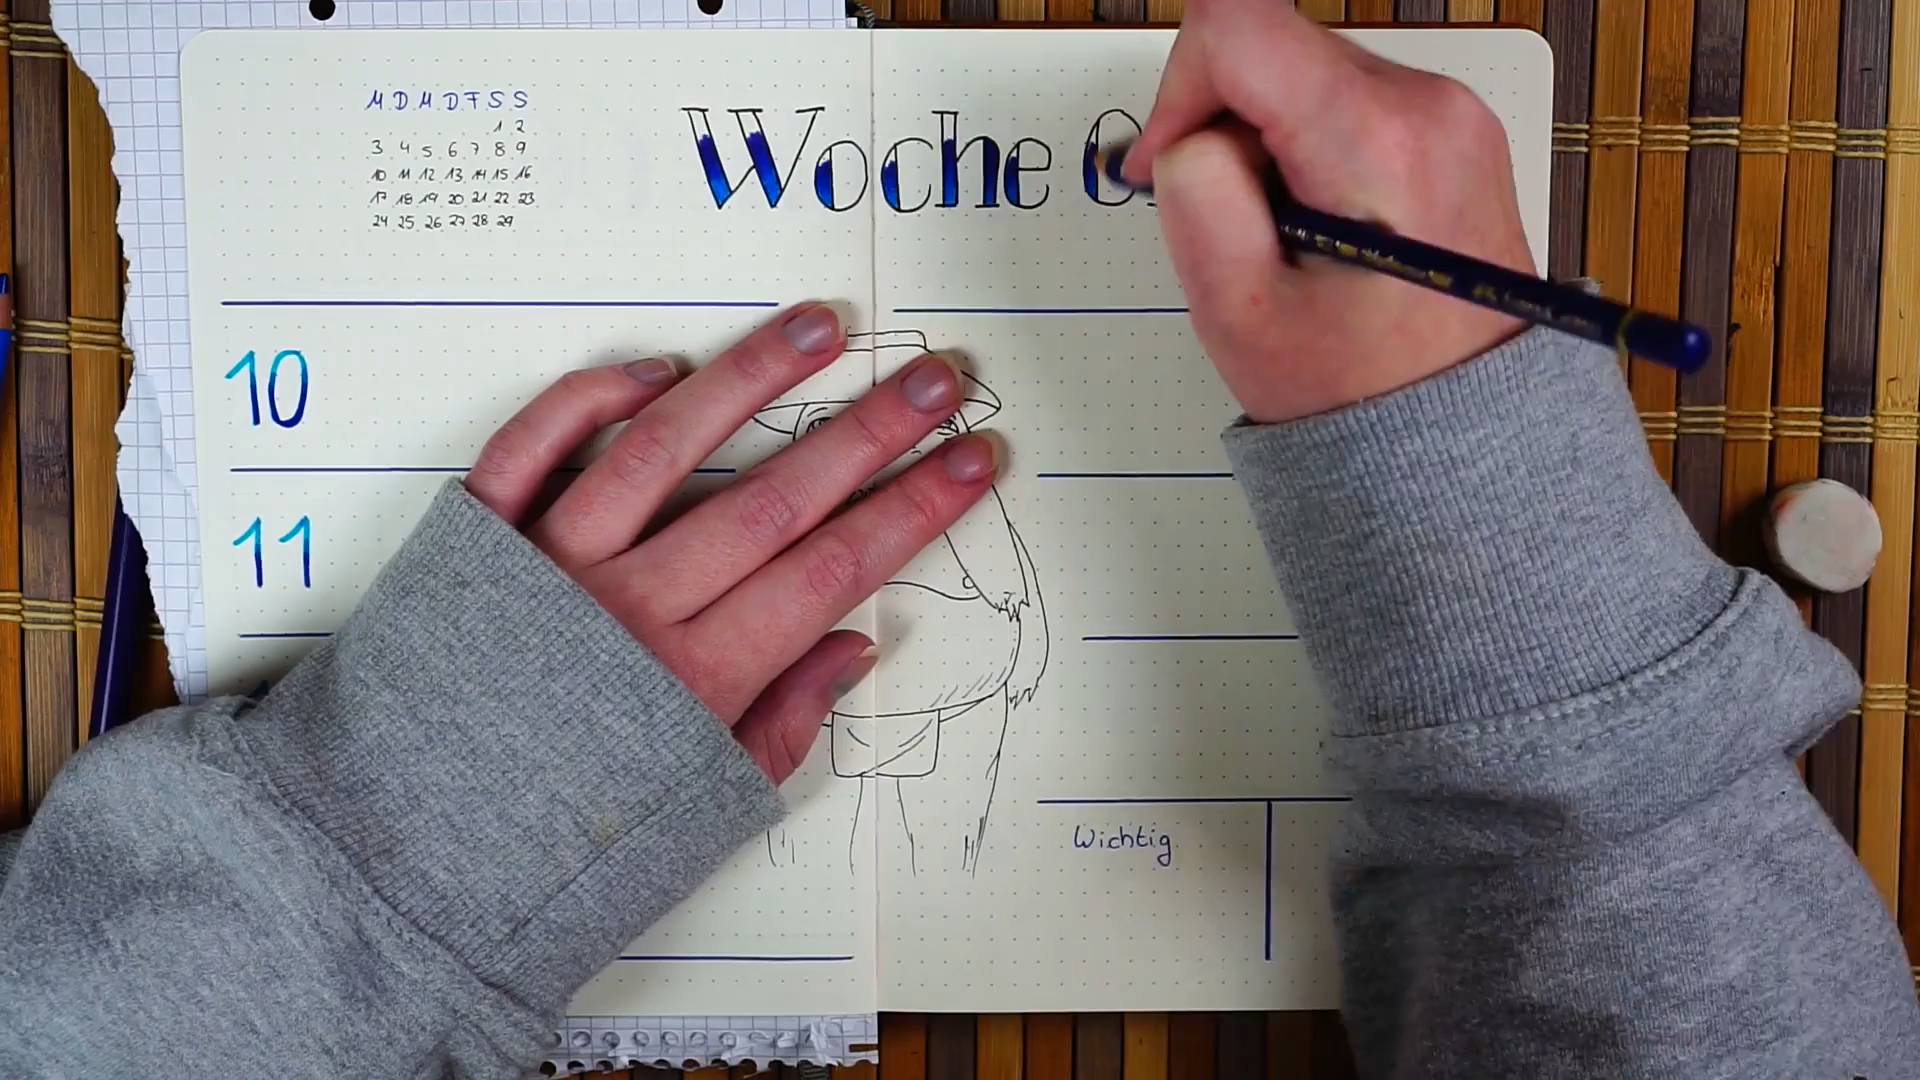 M D M D F S S
1 2
3 4 5 6 7 8 9
10 11 12 13 14 15 16
17 18 19 20 21 22 23
24 25 26 27 28 29
Woche 0
10
11
Wichtig